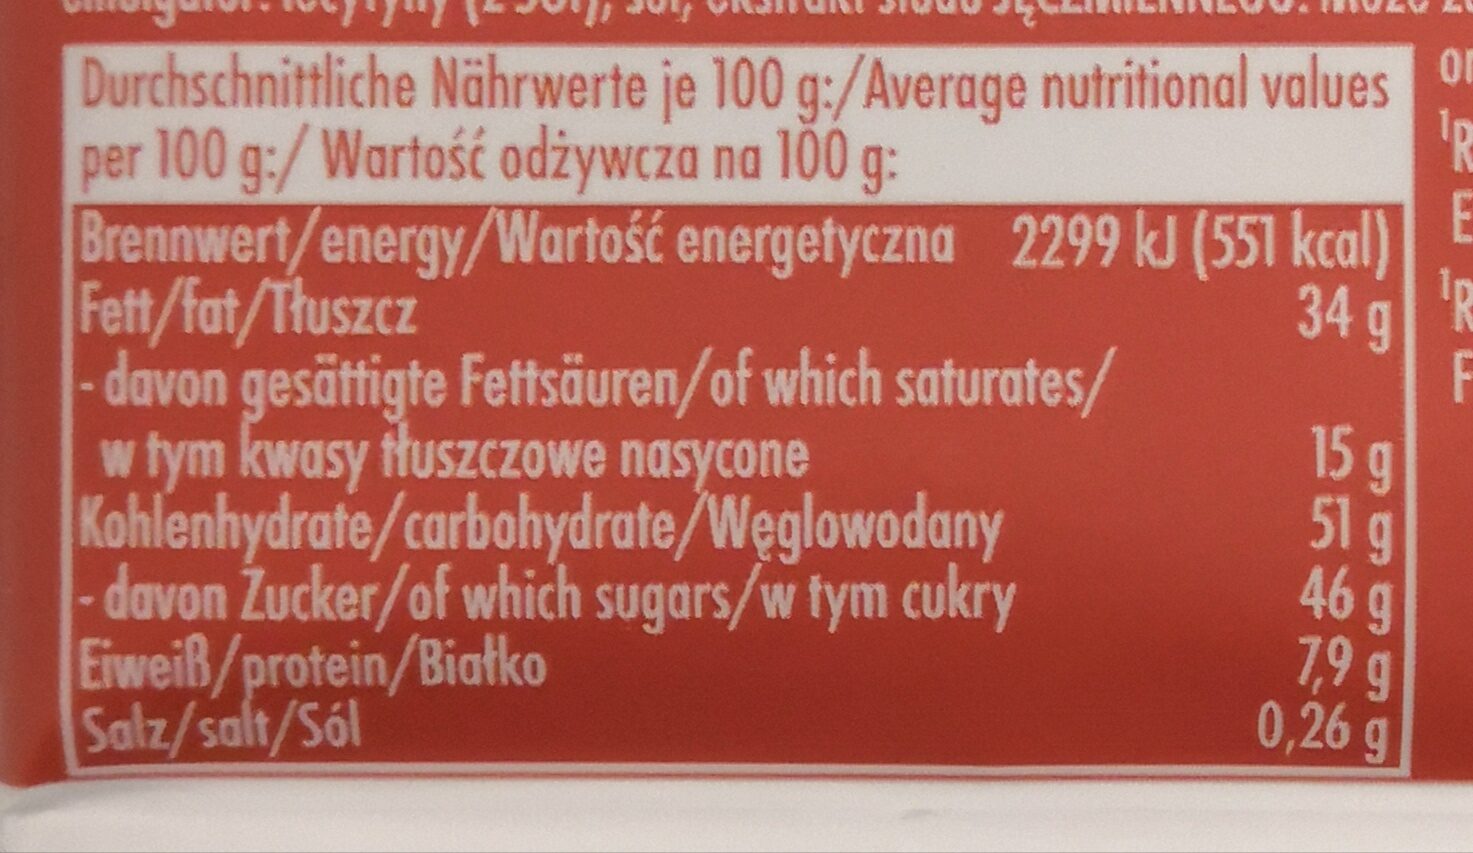 Durchschnittliche Nährwerte je 100 g:/Average nutritional values
per 100 g:/ Wartość odżywcza na 100 g:
Brennwert/energy/Wartość energetyczna 2299 kJ (551 kcal)
Fett/fat/Tłuszcz 34 g
- davon gesättigte Fettsäuren/of which saturates/
w tym kwasy tłuszczowe nasycone 15 g
Kohlenhydrate/carbohydrate/Węglowodany 51 g
- davon Zucker/of which sugars/w tym cukry 46 g
Eiweiß/protein/Białko 7,9 g
Salz/salt/Sól 0,26 g